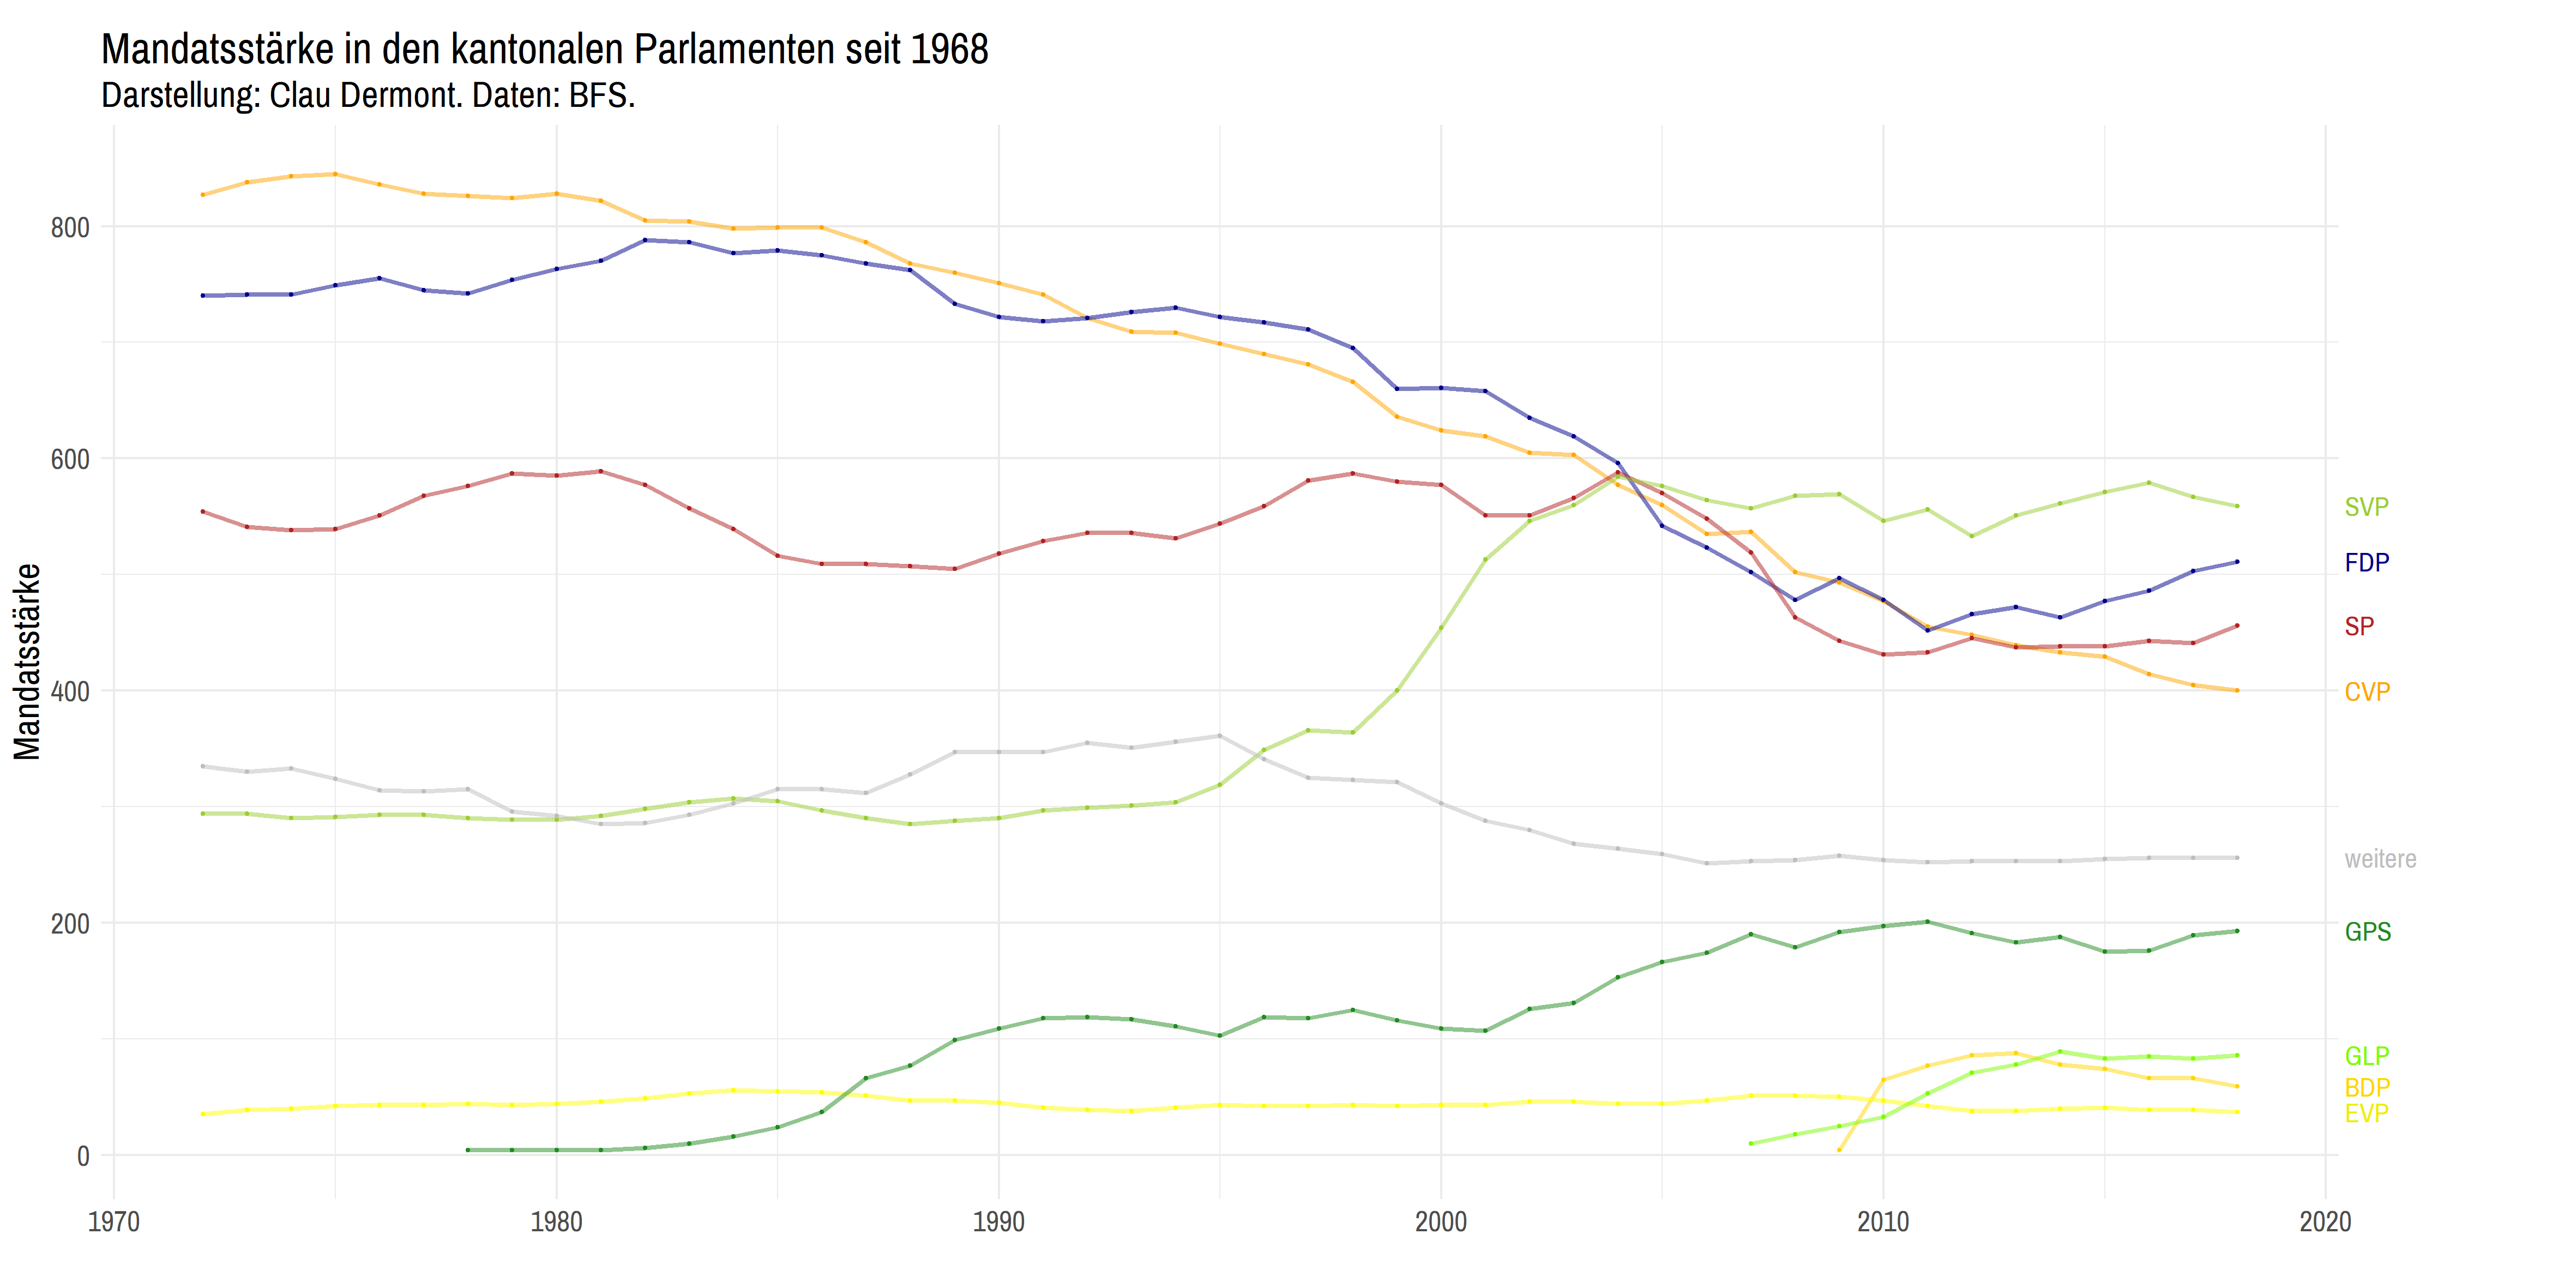 Mandatsstärke in den kantonalen Parlamenten seit 1968
Darstellung: Clau Dermont. Daten: BFS.
Mandatsstärke
800
600
400
200
0
1970
1980
1990
2000
2010
2020
SVP
FDP
SP
CVP
weitere
GPS
GLP
BDP
EVP